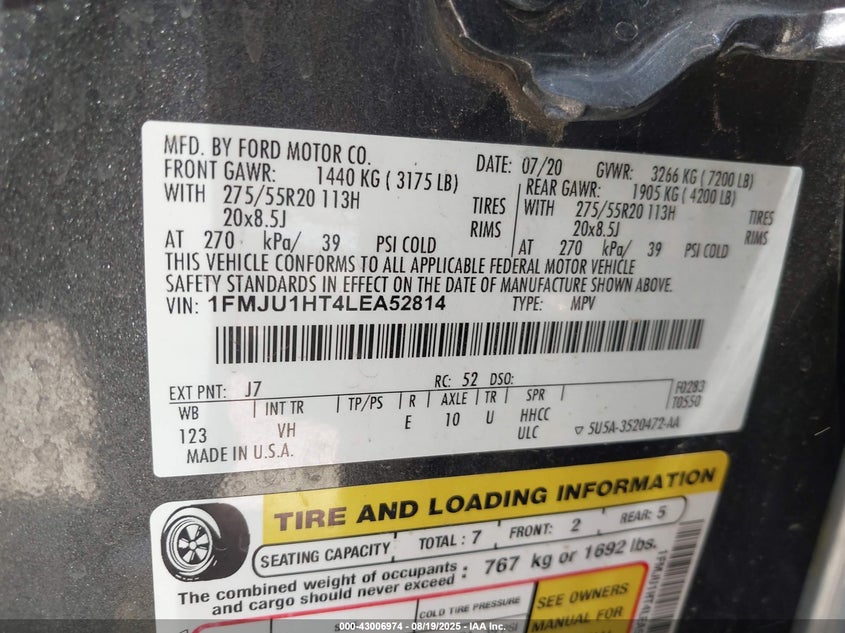 MFD. BY FORD MOTOR CO. DATE: 07/20 GVWR: 3266 KG ( 7200 LB)
FRONT GAWR: 1440 KG ( 3175 LB) REAR GAWR: 1905 KG ( 4200 LB)
WITH 275/55R20 113H TIRES WITH 275/55R20 113H TIRES
20x8.5J RIMS 20x8.5J RIMS
AT 270 kPa/ 39 PSI COLD AT 270 kPa/ 39 PSI COLD
THIS VEHICLE CONFORMS TO ALL APPLICABLE FEDERAL MOTOR VEHICLE
SAFETY STANDARDS IN EFFECT ON THE DATE OF MANUFACTURE SHOWN ABOVE.
VIN: 1FMJU1HT4LEA52814 TYPE: MPV
EXT PNT: J7 RC: 52 DSO: F0283
WB INT TR TP/PS R AXLE TR SPR T0550
123 VH E 10 U HHCC
ULC ▽ 5U5A-3520472-AA
MADE IN U.S.A.
TIRE AND LOADING INFORMATION
SEATING CAPACITY TOTAL : 7 FRONT: 2 REAR: 5
The combined weight of occupants
and cargo should never exceed : 767 kg or 1692 lbs.
COLD TIRE PRESSURE
SEE OWNERS
MANUAL FOR
000-43006974 - 08/19/2025 - IAA Inc.